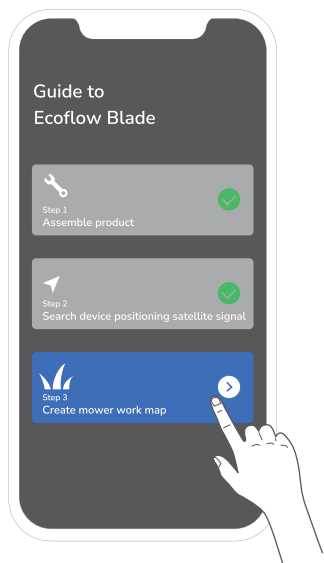 Guide to
Ecoflow Blade
Step 1
Assemble product
Step 2
Search device positioning satellite signal
Step 3
Create mower work map